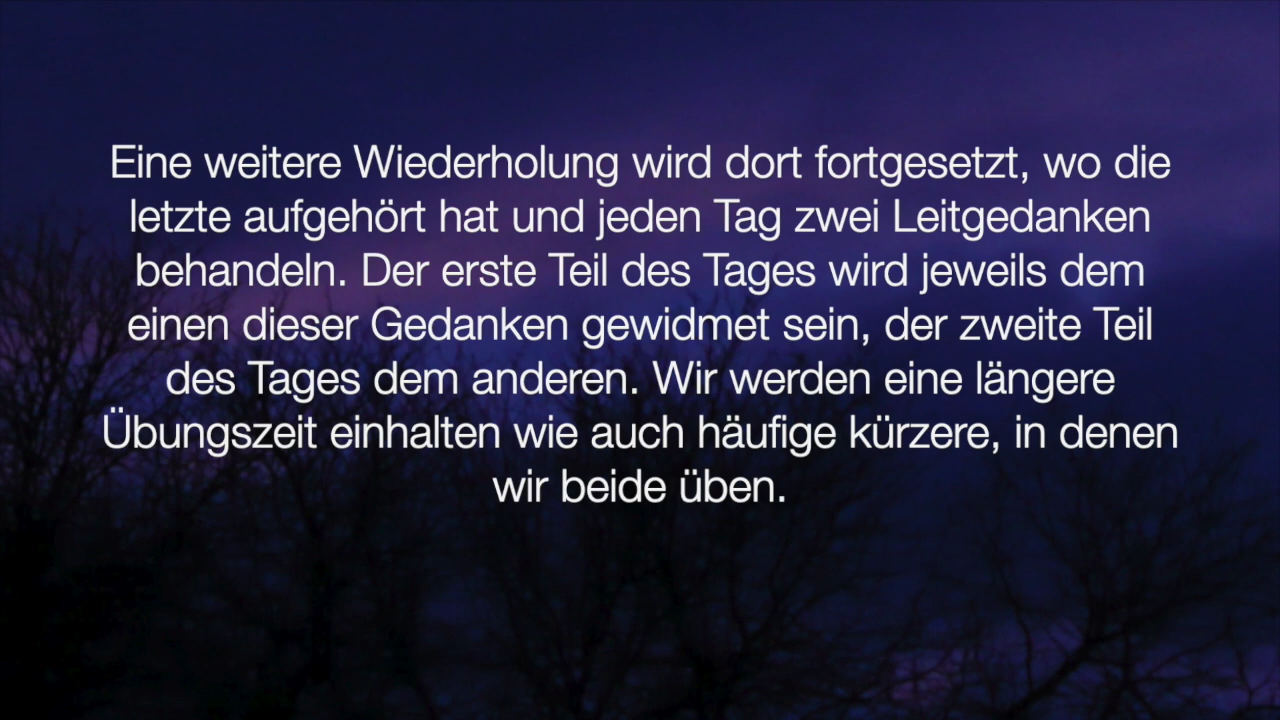 Eine weitere Wiederholung wird dort fortgesetzt, wo die
letzte aufgehört hat und jeden Tag zwei Leitgedanken
behandeln. Der erste Teil des Tages wird jeweils dem
einen dieser Gedanken gewidmet sein, der zweite Teil
des Tages dem anderen. Wir werden eine längere
Übungszeit einhalten wie auch häufige kürzere, in denen
wir beide üben.